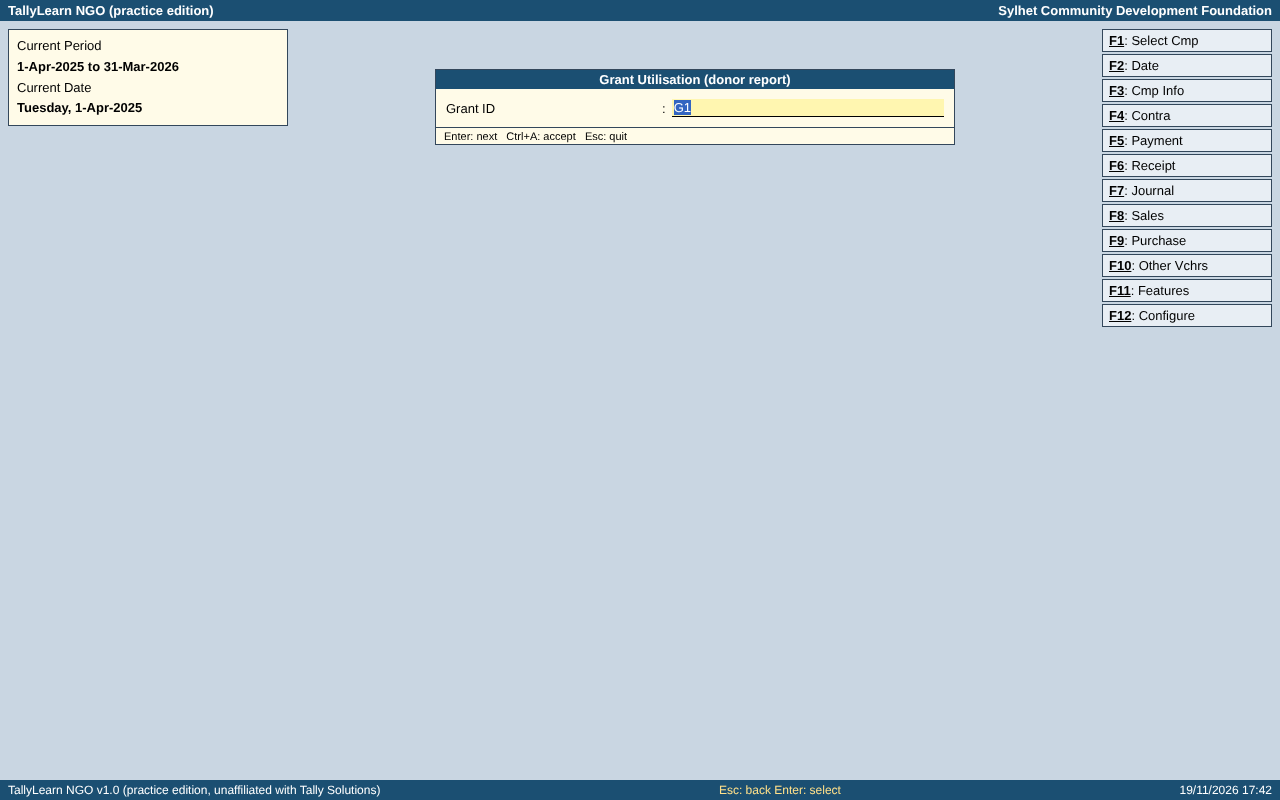 TallyLearn NGO (practice edition)
Sylhet Community Development Foundation
Current Period
1-Apr-2025 to 31-Mar-2026
Current Date
Tuesday, 1-Apr-2025
Grant Utilisation (donor report)
Grant ID : G1
Enter: next Ctrl+A: accept Esc: quit
F1: Select Cmp
F2: Date
F3: Cmp Info
F4: Contra
F5: Payment
F6: Receipt
F7: Journal
F8: Sales
F9: Purchase
F10: Other Vchrs
F11: Features
F12: Configure
TallyLearn NGO v1.0 (practice edition, unaffiliated with Tally Solutions)
Esc: back Enter: select
19/11/2026 17:42